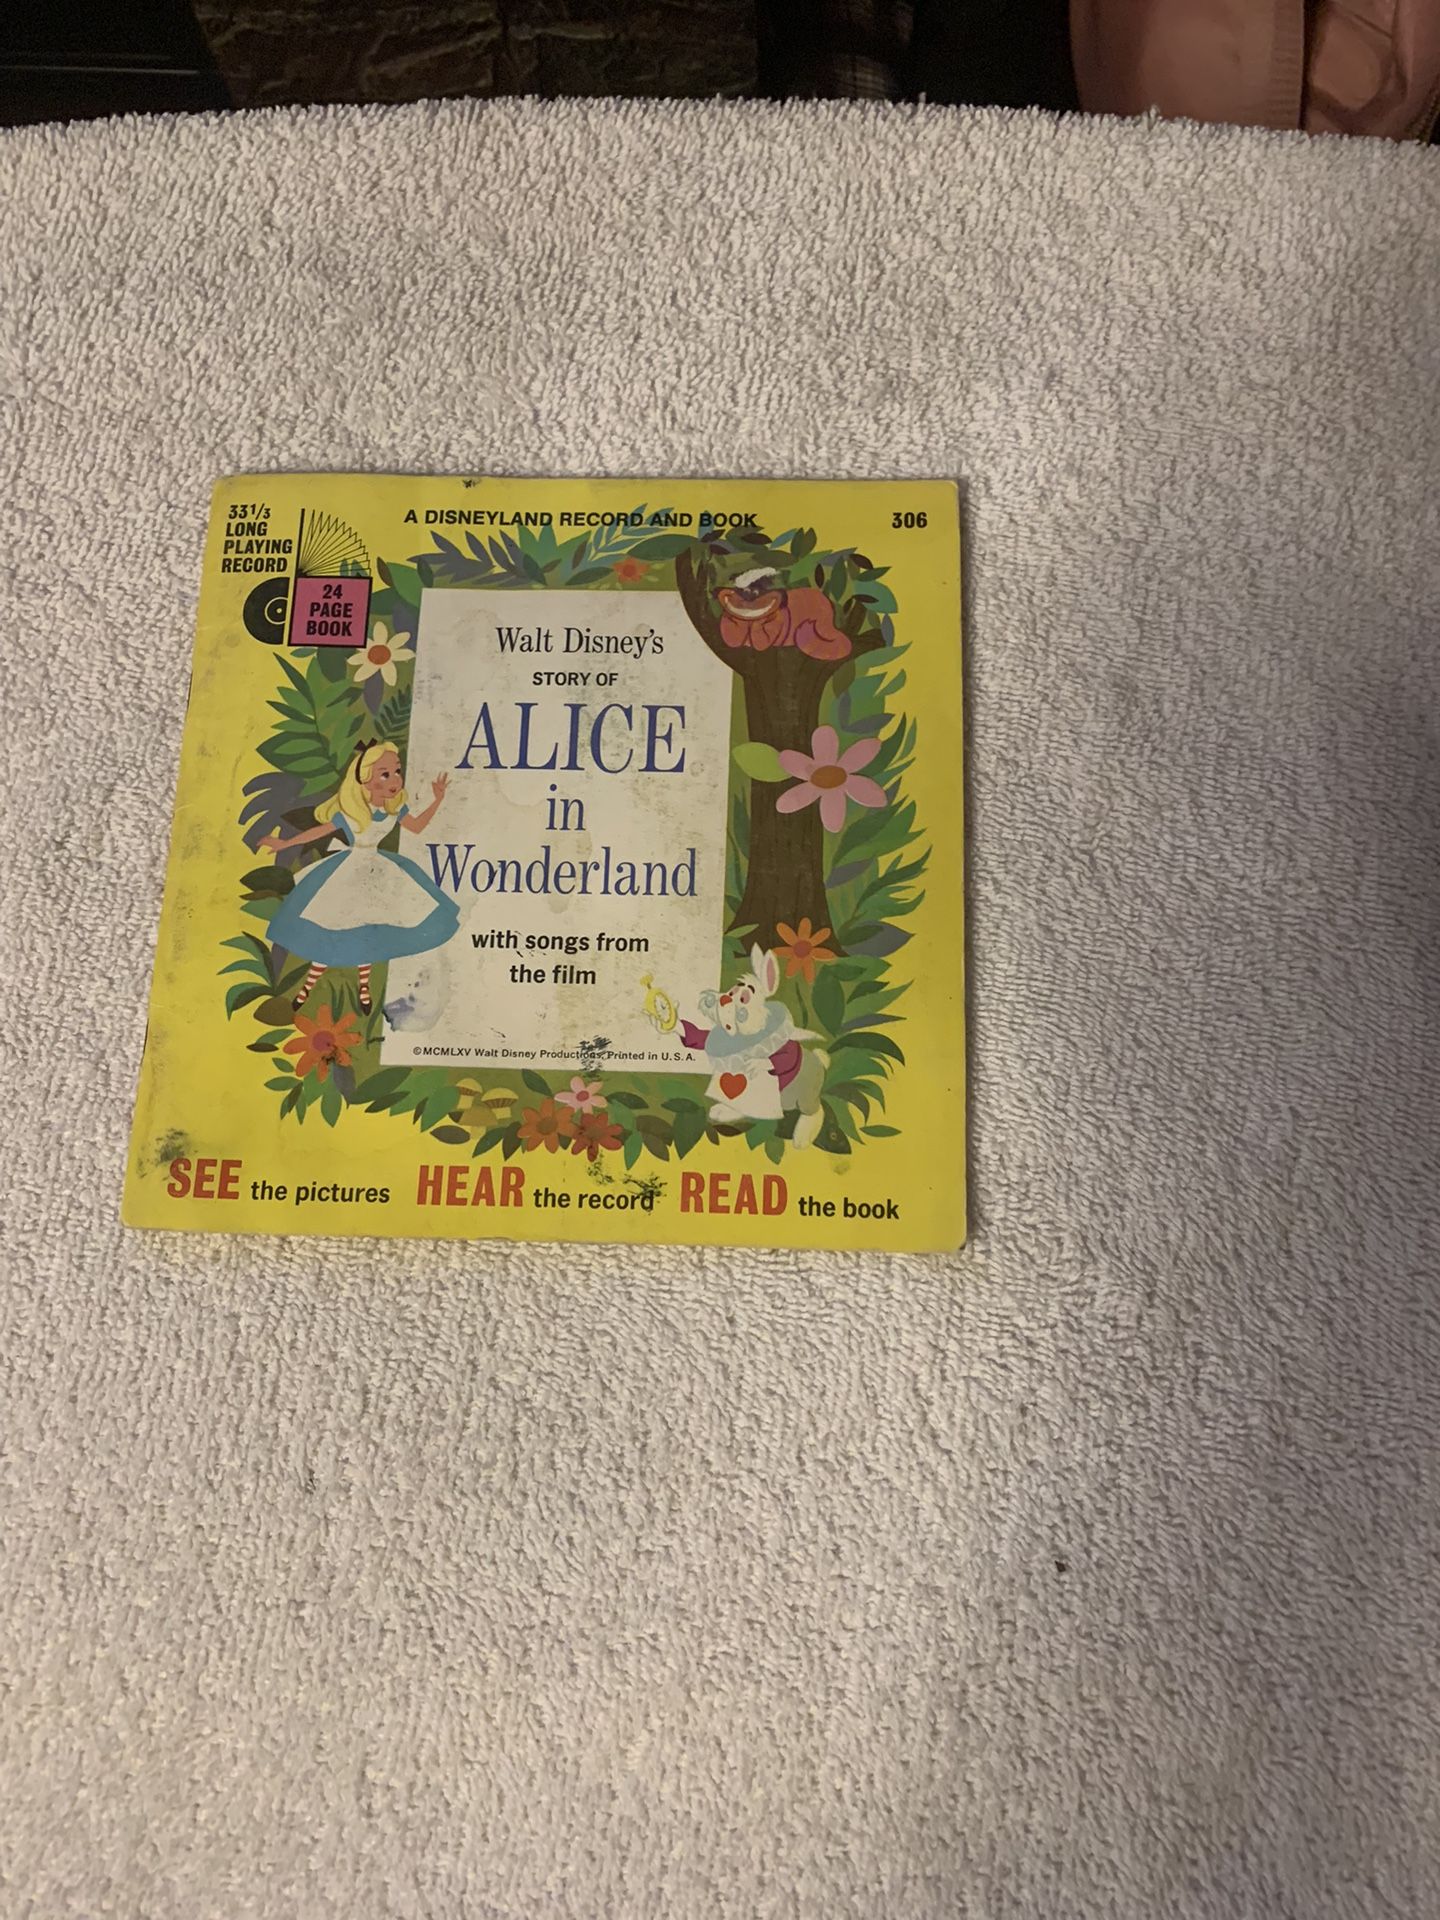 33 1/3
LONG
PLAYING
RECORD
24
PAGE
BOOK
A DISNEYLAND RECORD AND BOOK
306
Walt Disney's
STORY OF
ALICE
in
Wonderland
with songs from
the film
©MCMLXV Walt Disney Productions, Printed in U.S.A.
SEE the pictures HEAR the record READ the book